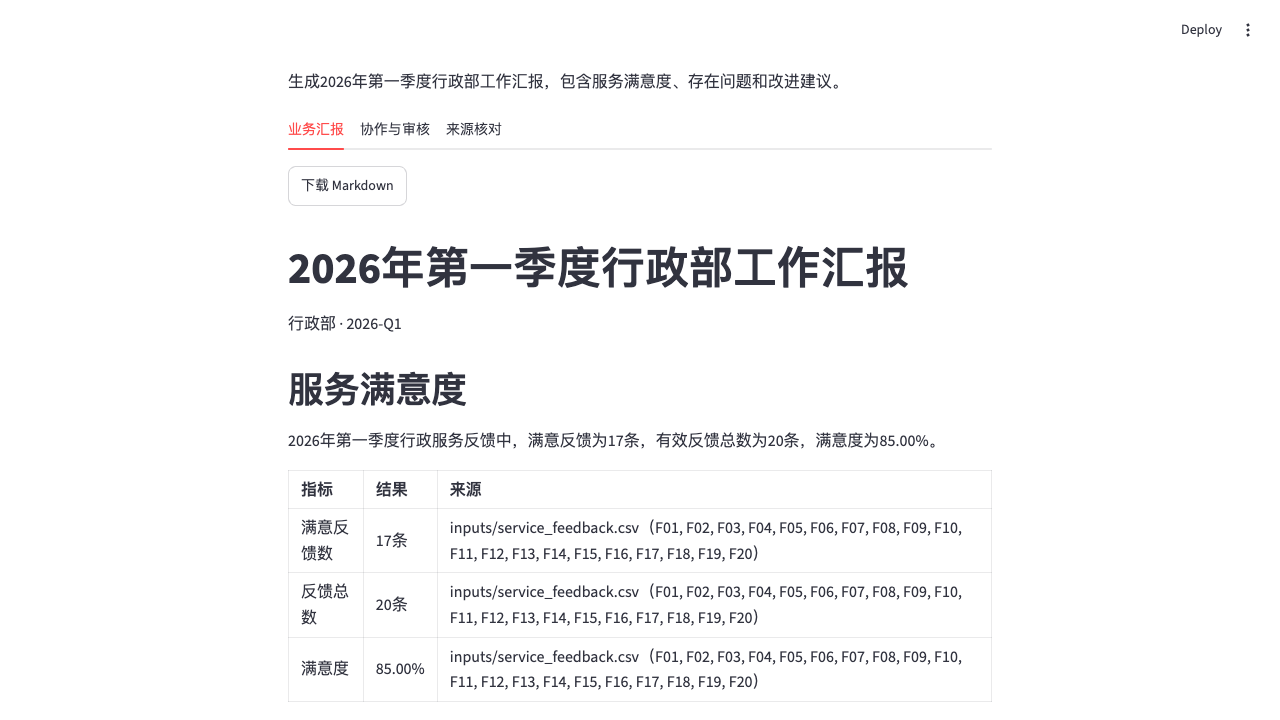 Deploy
生成2026年第一季度行政部工作汇报，包含服务满意度、存在问题和改进建议。
业务汇报 协作与审核 来源核对
下载 Markdown
2026年第一季度行政部工作汇报
行政部 · 2026-Q1
服务满意度
2026年第一季度行政服务反馈中，满意反馈为17条，有效反馈总数为20条，满意度为85.00%。
指标 结果 来源
满意反馈数 17条 inputs/service_feedback.csv（F01, F02, F03, F04, F05, F06, F07, F08, F09, F10,
F11, F12, F13, F14, F15, F16, F17, F18, F19, F20）
反馈总数 20条 inputs/service_feedback.csv（F01, F02, F03, F04, F05, F06, F07, F08, F09, F10,
F11, F12, F13, F14, F15, F16, F17, F18, F19, F20）
满意度 85.00% inputs/service_feedback.csv（F01, F02, F03, F04, F05, F06, F07, F08, F09, F10,
F11, F12, F13, F14, F15, F16, F17, F18, F19, F20）